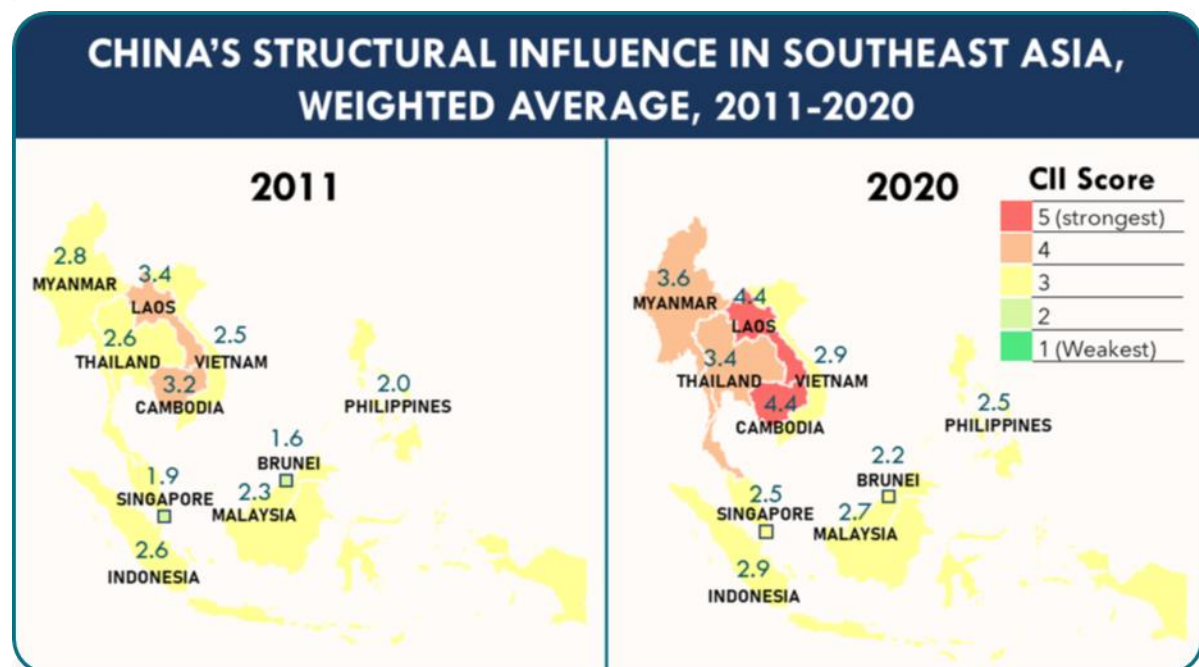 CHINA'S STRUCTURAL INFLUENCE IN SOUTHEAST ASIA,
WEIGHTED AVERAGE, 2011-2020
2011
2.8
MYANMAR
3.4
LAOS
2.6
THAILAND
2.5
VIETNAM
3.2
CAMBODIA
2.0
PHILIPPINES
1.6
BRUNEI
1.9
SINGAPORE
2.3
MALAYSIA
2.6
INDONESIA
2020
CII Score
5 (strongest)
4
3
2
1 (Weakest)
3.6
MYANMAR
4.4
LAOS
3.4
THAILAND
2.9
VIETNAM
4.4
CAMBODIA
2.5
PHILIPPINES
2.2
BRUNEI
2.5
SINGAPORE
2.7
MALAYSIA
2.9
INDONESIA